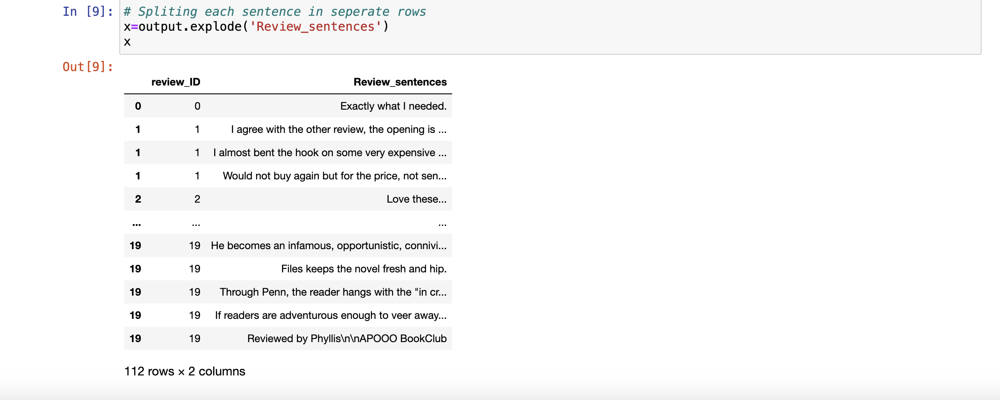 In [9]: # Spliting each sentence in seperate rows
x=output.explode('Review_sentences')
x
Out[9]:
review_ID Review_sentences
0 0 Exactly what I needed.
1 1 I agree with the other review, the opening is ...
1 1 I almost bent the hook on some very expensive ...
1 1 Would not buy again but for the price, not sen...
2 2 Love these...
... ... ...
19 19 He becomes an infamous, opportunistic, connivi...
19 19 Files keeps the novel fresh and hip.
19 19 Through Penn, the reader hangs with the "in cr...
19 19 If readers are adventurous enough to veer away...
19 19 Reviewed by Phyllis\n\nAPOOO BookClub
112 rows × 2 columns